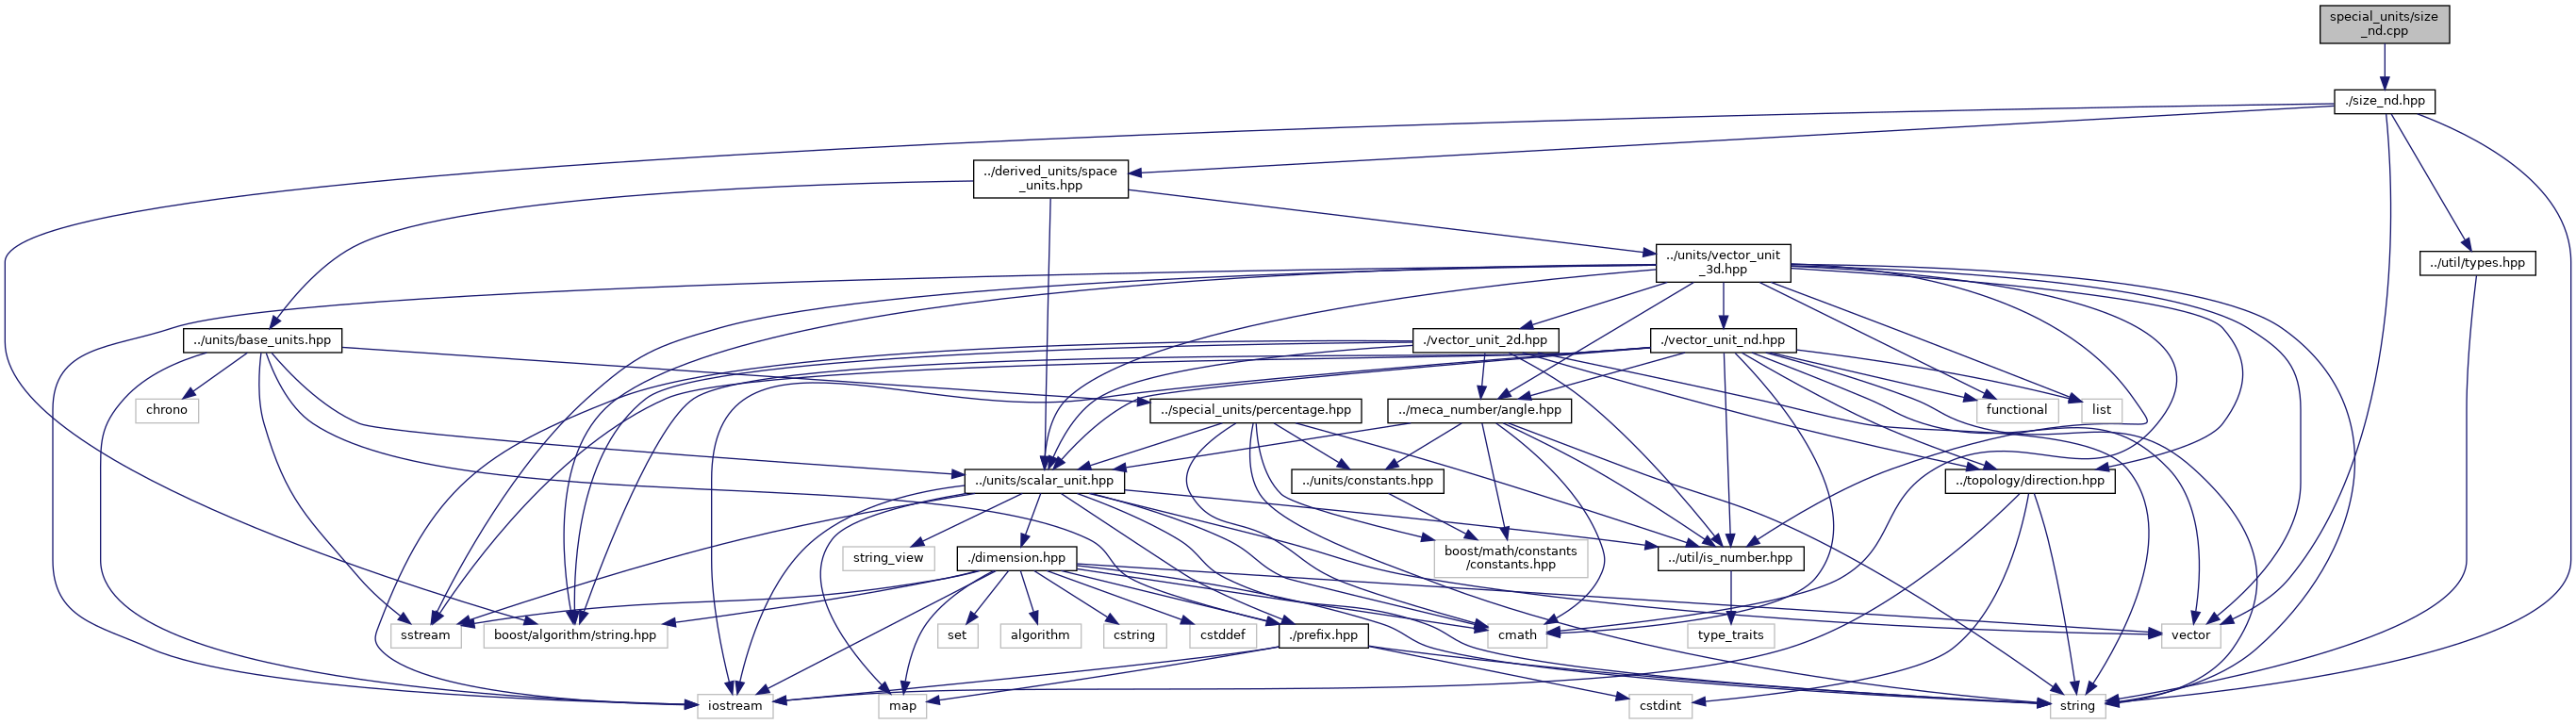 special_units/size
_nd.cpp
./size_nd.hpp
../derived_units/space
_units.hpp
../units/vector_unit
_3d.hpp
../util/types.hpp
../units/base_units.hpp
./vector_unit_2d.hpp
./vector_unit_nd.hpp
chrono
../special_units/percentage.hpp
../meca_number/angle.hpp
functional
list
../units/scalar_unit.hpp
../units/constants.hpp
../topology/direction.hpp
string_view
./dimension.hpp
boost/math/constants
/constants.hpp
../util/is_number.hpp
sstream
boost/algorithm/string.hpp
set
algorithm
cstring
cstddef
./prefix.hpp
cmath
type_traits
vector
iostream
map
cstdint
string